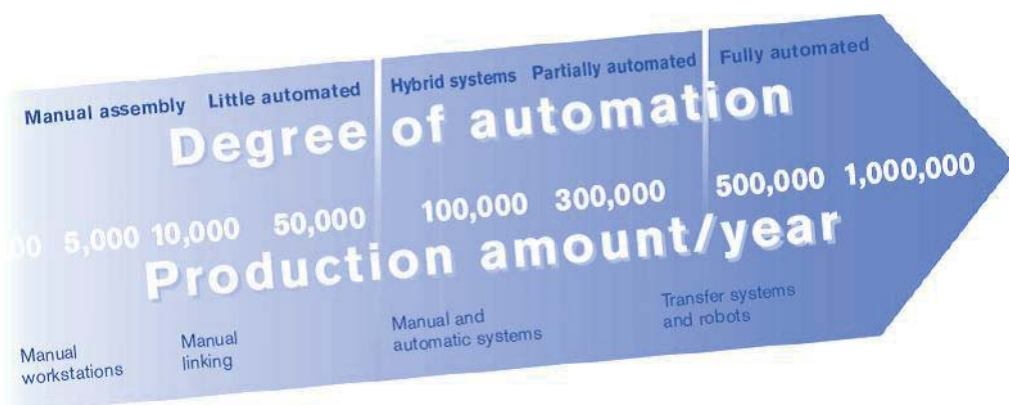 Manual assembly Little automated Hybrid systems Partially automated Fully automated
Degree of automation
5,000 10,000 50,000 100,000 300,000 500,000 1,000,000
Production amount/year
Manual
workstations
Manual
linking
Manual and
automatic systems
Transfer systems
and robots